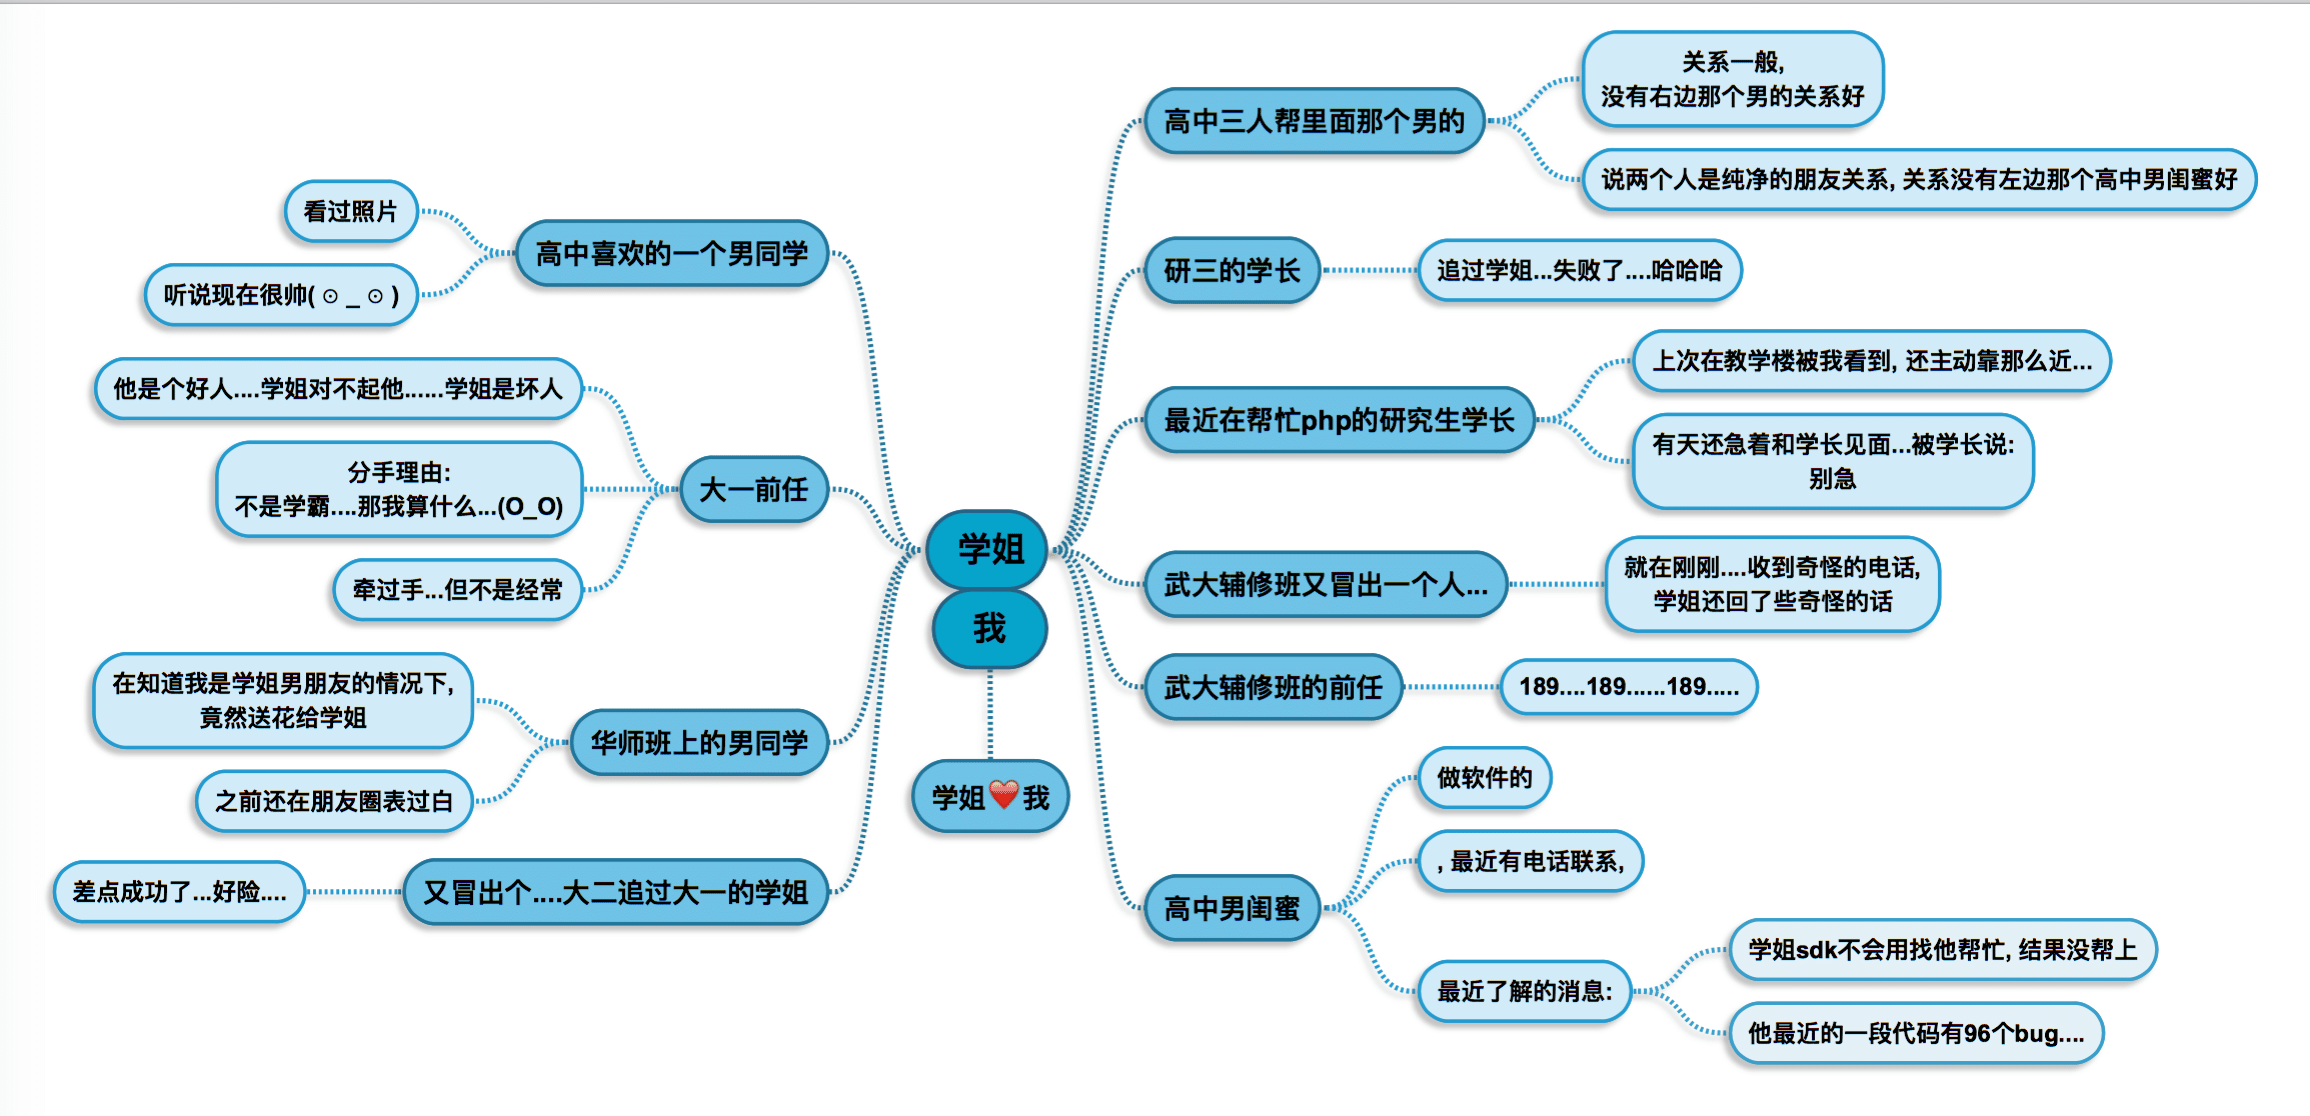 看过照片
听说现在很帅( ⊙ _ ⊙ )
高中喜欢的一个男同学
他是个好人....学姐对不起他......学姐是坏人
分手理由:
不是学霸....那我算什么...(O_O)
牵过手...但不是经常
大一前任
在知道我是学姐男朋友的情况下,
竟然送花给学姐
之前还在朋友圈表过白
华师班上的男同学
差点成功了...好险....
又冒出个....大二追过大一的学姐
学姐
我
学姐❤️我
高中三人帮里面那个男的
关系一般,
没有右边那个男的关系好
说两个人是纯净的朋友关系, 关系没有左边那个高中男闺蜜好
研三的学长
追过学姐...失败了....哈哈哈
最近在帮忙php的研究生学长
上次在教学楼被我看到, 还主动靠那么近...
有天还急着和学长见面...被学长说:
别急
武大辅修班又冒出一个人...
就在刚刚....收到奇怪的电话,
学姐还回了些奇怪的话
武大辅修班的前任
189....189......189.....
高中男闺蜜
做软件的
, 最近有电话联系,
最近了解的消息:
学姐sdk不会用找他帮忙, 结果没帮上
他最近的一段代码有96个bug....